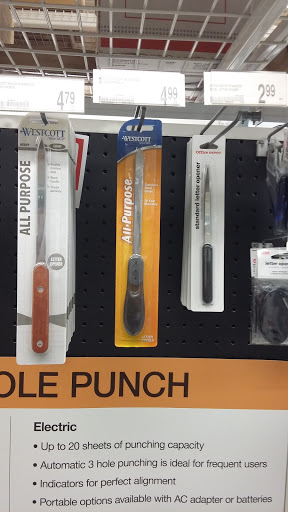 4.79
4.99
2.99
WESTCOTT
ALL PURPOSE
LETTER
OPENER
WESTCOTT
All-Purpose
standard letter opener
OLE PUNCH
Electric
• Up to 20 sheets of punching capacity
• Automatic 3 hole punching is ideal for frequent users
• Indicators for perfect alignment
• Portable options available with AC adapter or batteries